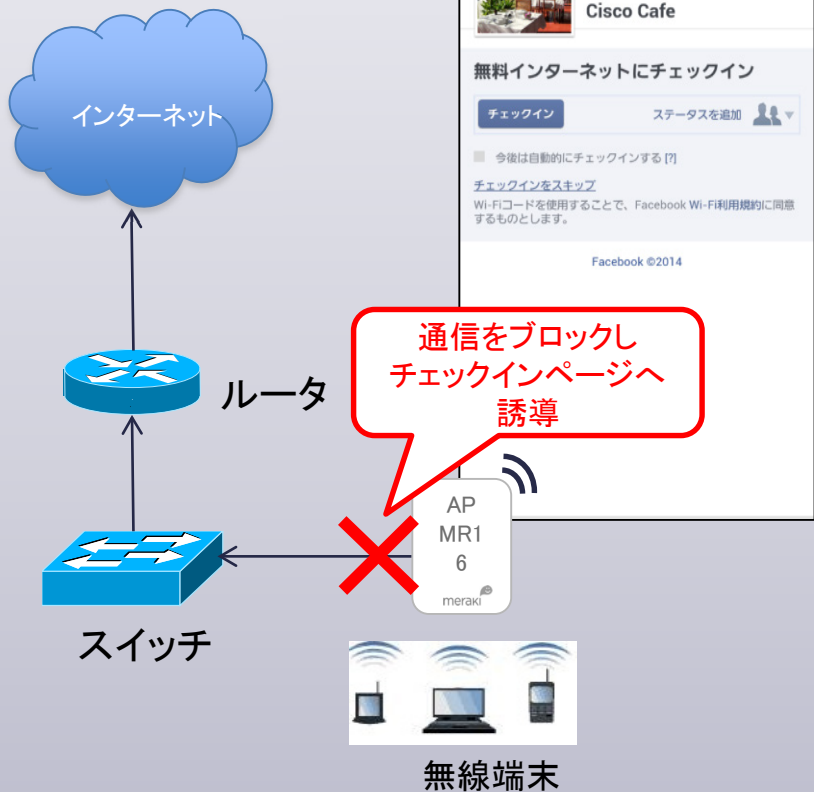 Cisco Cafe
無料インターネットにチェックイン
チェックイン
ステータスを追加
今後は自動的にチェックインする [?]
チェックインをスキップ
Wi-Fiコードを使用することで、Facebook Wi-Fi利用規約に同意
するものとします。
Facebook ©2014
インターネット
通信をブロックし
チェックインページへ
誘導
ルータ
AP
MR1
6
meraki
スイッチ
無線端末